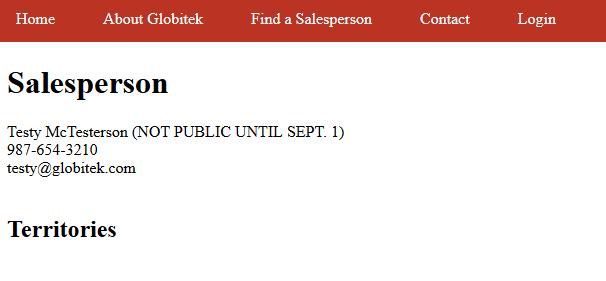 Home About Globitek Find a Salesperson Contact Login
Salesperson
Testy McTesterson (NOT PUBLIC UNTIL SEPT. 1)
987-654-3210
testy@globitek.com
Territories